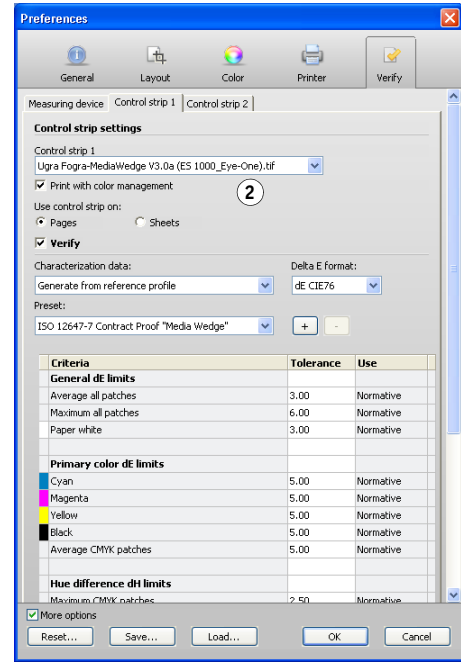 Preferences
General Layout Color Printer Verify
Measuring device Control strip 1 Control strip 2
Control strip settings
Control strip 1
Ugra Fogra-MediaWedge V3.0a (ES 1000_Eye-One).tif
Print with color management
2
Use control strip on:
Pages Sheets
Verify
Characterization data: Delta E format:
Generate from reference profile dE CIE76
Preset:
ISO 12647-7 Contract Proof "Media Wedge" + -
Criteria Tolerance Use
General dE limits
Average all patches 3.00 Normative
Maximum all patches 6.00 Normative
Paper white 3.00 Normative
Primary color dE limits
Cyan 5.00 Normative
Magenta 5.00 Normative
Yellow 5.00 Normative
Black 5.00 Normative
Average CMYK patches 5.00 Normative
Hue difference dH limits
Maximum CMYK patches 2.50 Normative
More options
Reset... Save... Load... OK Cancel